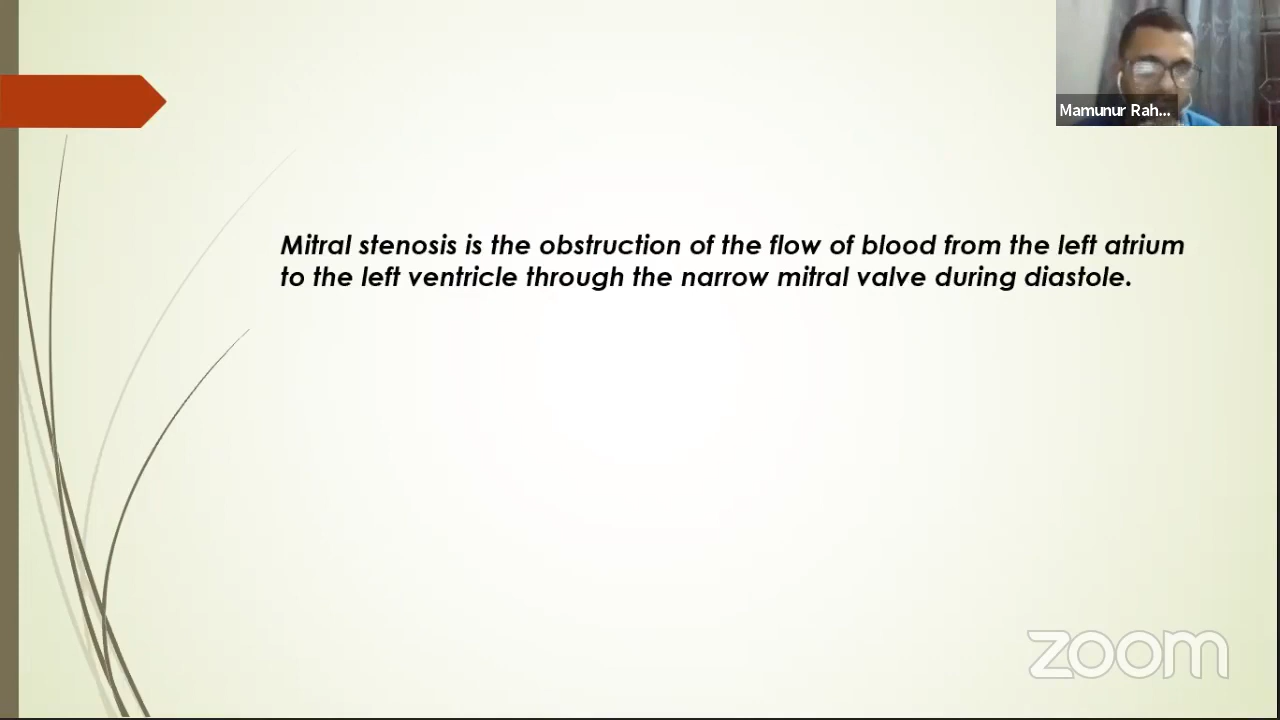 Mamunur Rah...
Mitral stenosis is the obstruction of the flow of blood from the left atrium
to the left ventricle through the narrow mitral valve during diastole.
zoom